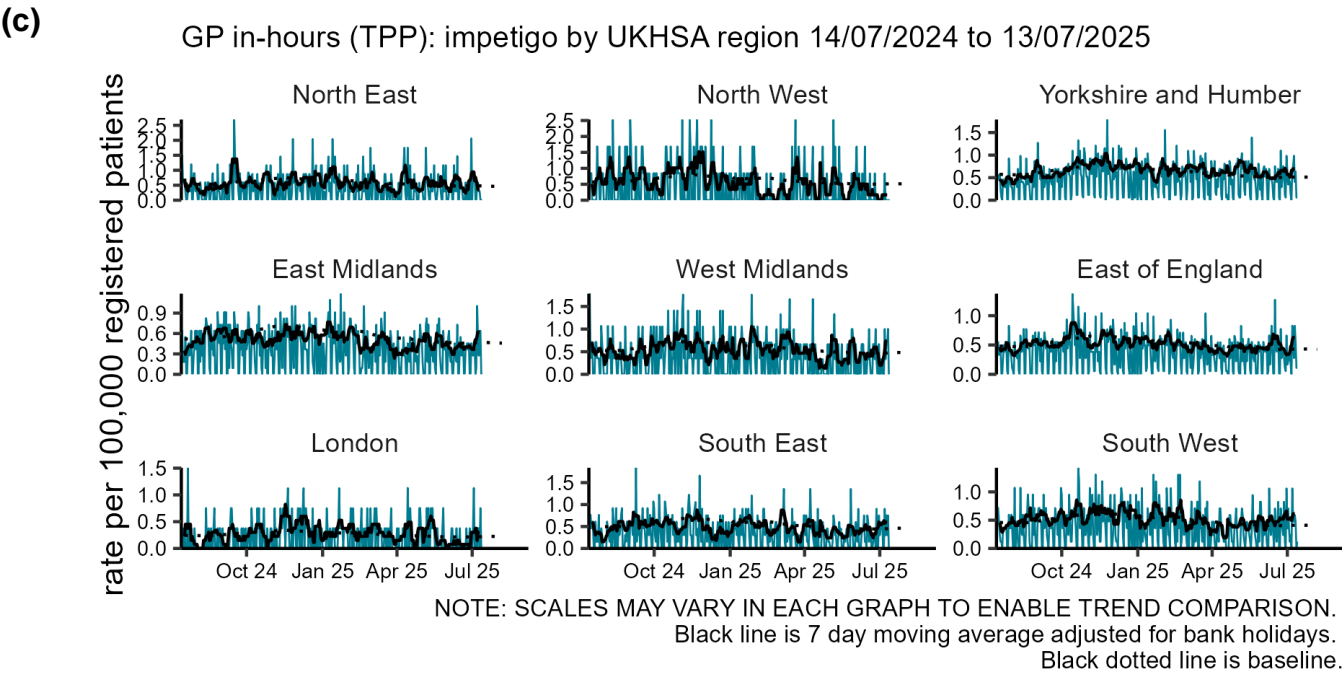 (c)
GP in-hours (TPP): impetigo by UKHSA region 14/07/2024 to 13/07/2025
rate per 100,000 registered patients
North East
2.5
2.0
1.5
1.0
0.5
0.0
North West
2.5
2.0
1.5
1.0
0.5
0.0
Yorkshire and Humber
1.5
1.0
0.5
0.0
East Midlands
0.9
0.6
0.3
0.0
West Midlands
1.5
1.0
0.5
0.0
East of England
1.0
0.5
0.0
London
1.5
1.0
0.5
0.0
Oct 24 Jan 25 Apr 25 Jul 25
South East
1.5
1.0
0.5
0.0
Oct 24 Jan 25 Apr 25 Jul 25
South West
1.0
0.5
0.0
Oct 24 Jan 25 Apr 25 Jul 25
NOTE: SCALES MAY VARY IN EACH GRAPH TO ENABLE TREND COMPARISON.
Black line is 7 day moving average adjusted for bank holidays.
Black dotted line is baseline.